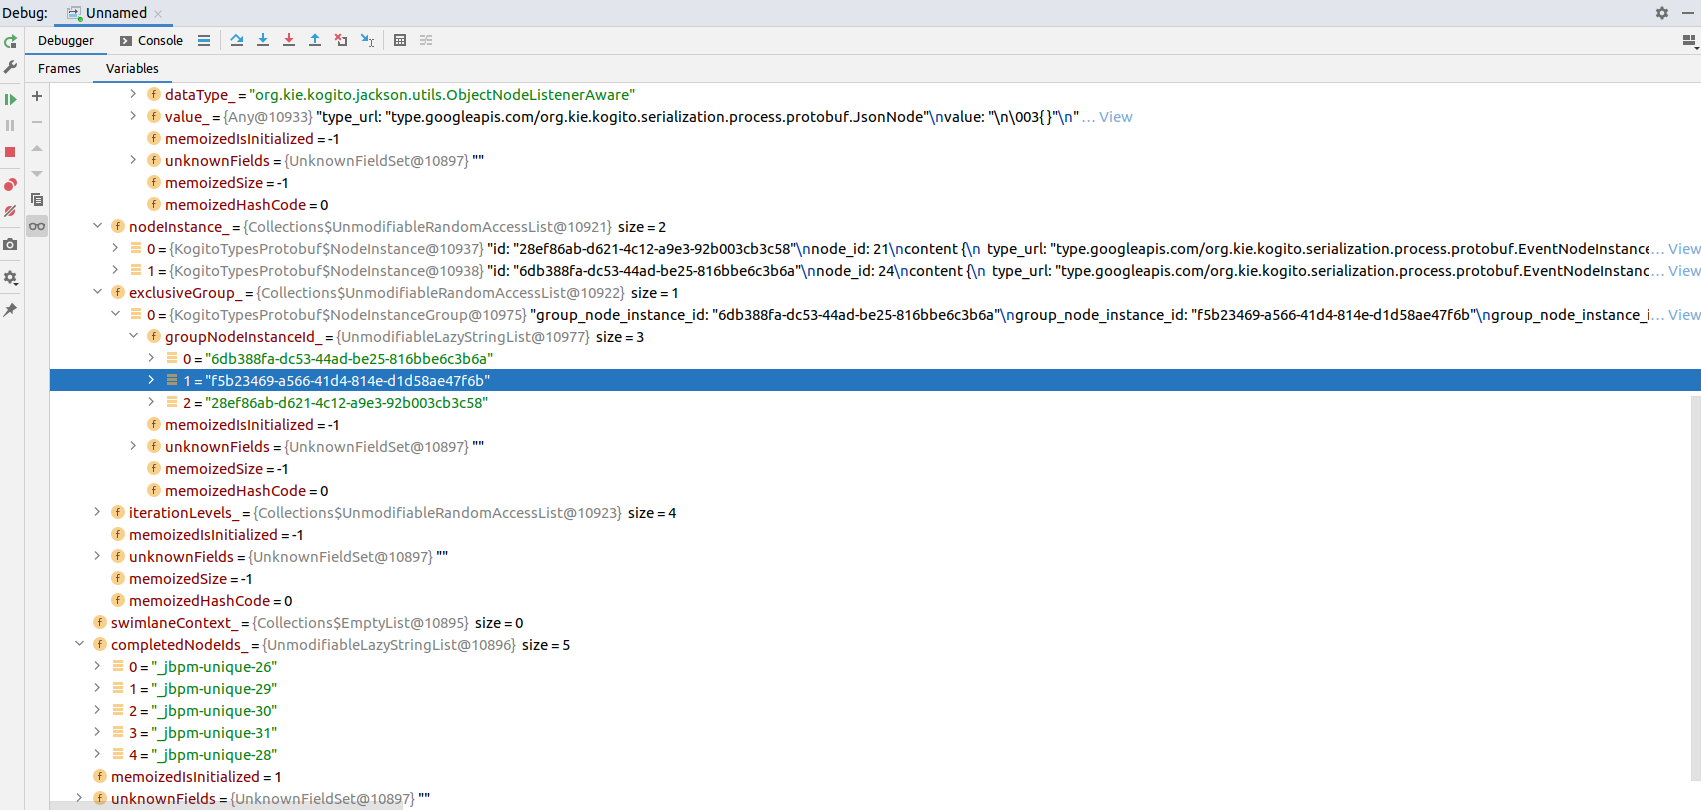 Debug: Unnamed
Debugger Console
Frames Variables
dataType_ = "org.kie.kogito.jackson.utils.ObjectNodeListenerAware"
value_ = {Any@10933} "type_url: "type.googleapis.com/org.kie.kogito.serialization.process.protobuf.JsonNode"\nvalue: "\n\003{}"\n"... View
memoizedIsInitialized = -1
unknownFields = {UnknownFieldSet@10897} ""
memoizedSize = -1
memoizedHashCode = 0
nodeInstance_ = {Collections$UnmodifiableRandomAccessList@10921} size = 2
0 = {KogitoTypesProtobuf$NodeInstance@10937} "id: "28ef86ab-d621-4c12-a9e3-92b003cb3c58"\nnode_id: 21\ncontent {\n  type_url: "type.googleapis.com/org.kie.kogito.serialization.process.protobuf.EventNodeInstance... View
1 = {KogitoTypesProtobuf$NodeInstance@10938} "id: "6db388fa-dc53-44ad-be25-816bbe6c3b6a"\nnode_id: 24\ncontent {\n  type_url: "type.googleapis.com/org.kie.kogito.serialization.process.protobuf.EventNodeInstanc... View
exclusiveGroup_ = {Collections$UnmodifiableRandomAccessList@10922} size = 1
0 = {KogitoTypesProtobuf$NodeInstanceGroup@10975} "group_node_instance_id: "6db388fa-dc53-44ad-be25-816bbe6c3b6a"\ngroup_node_instance_id: "f5b23469-a566-41d4-814e-d1d58ae47f6b"\ngroup_node_instance_i... View
groupNodeInstanceId_ = {UnmodifiableLazyStringList@10977} size = 3
0 = "6db388fa-dc53-44ad-be25-816bbe6c3b6a"
1 = "f5b23469-a566-41d4-814e-d1d58ae47f6b"
2 = "28ef86ab-d621-4c12-a9e3-92b003cb3c58"
memoizedIsInitialized = -1
unknownFields = {UnknownFieldSet@10897} ""
memoizedSize = -1
memoizedHashCode = 0
iterationLevels_ = {Collections$UnmodifiableRandomAccessList@10923} size = 4
memoizedIsInitialized = -1
unknownFields = {UnknownFieldSet@10897} ""
memoizedSize = -1
memoizedHashCode = 0
swimlaneContext_ = {Collections$EmptyList@10895} size = 0
completedNodeIds_ = {UnmodifiableLazyStringList@10896} size = 5
0 = "_jbpm-unique-26"
1 = "_jbpm-unique-29"
2 = "_jbpm-unique-30"
3 = "_jbpm-unique-31"
4 = "_jbpm-unique-28"
memoizedIsInitialized = 1
unknownFields = {UnknownFieldSet@10897} ""